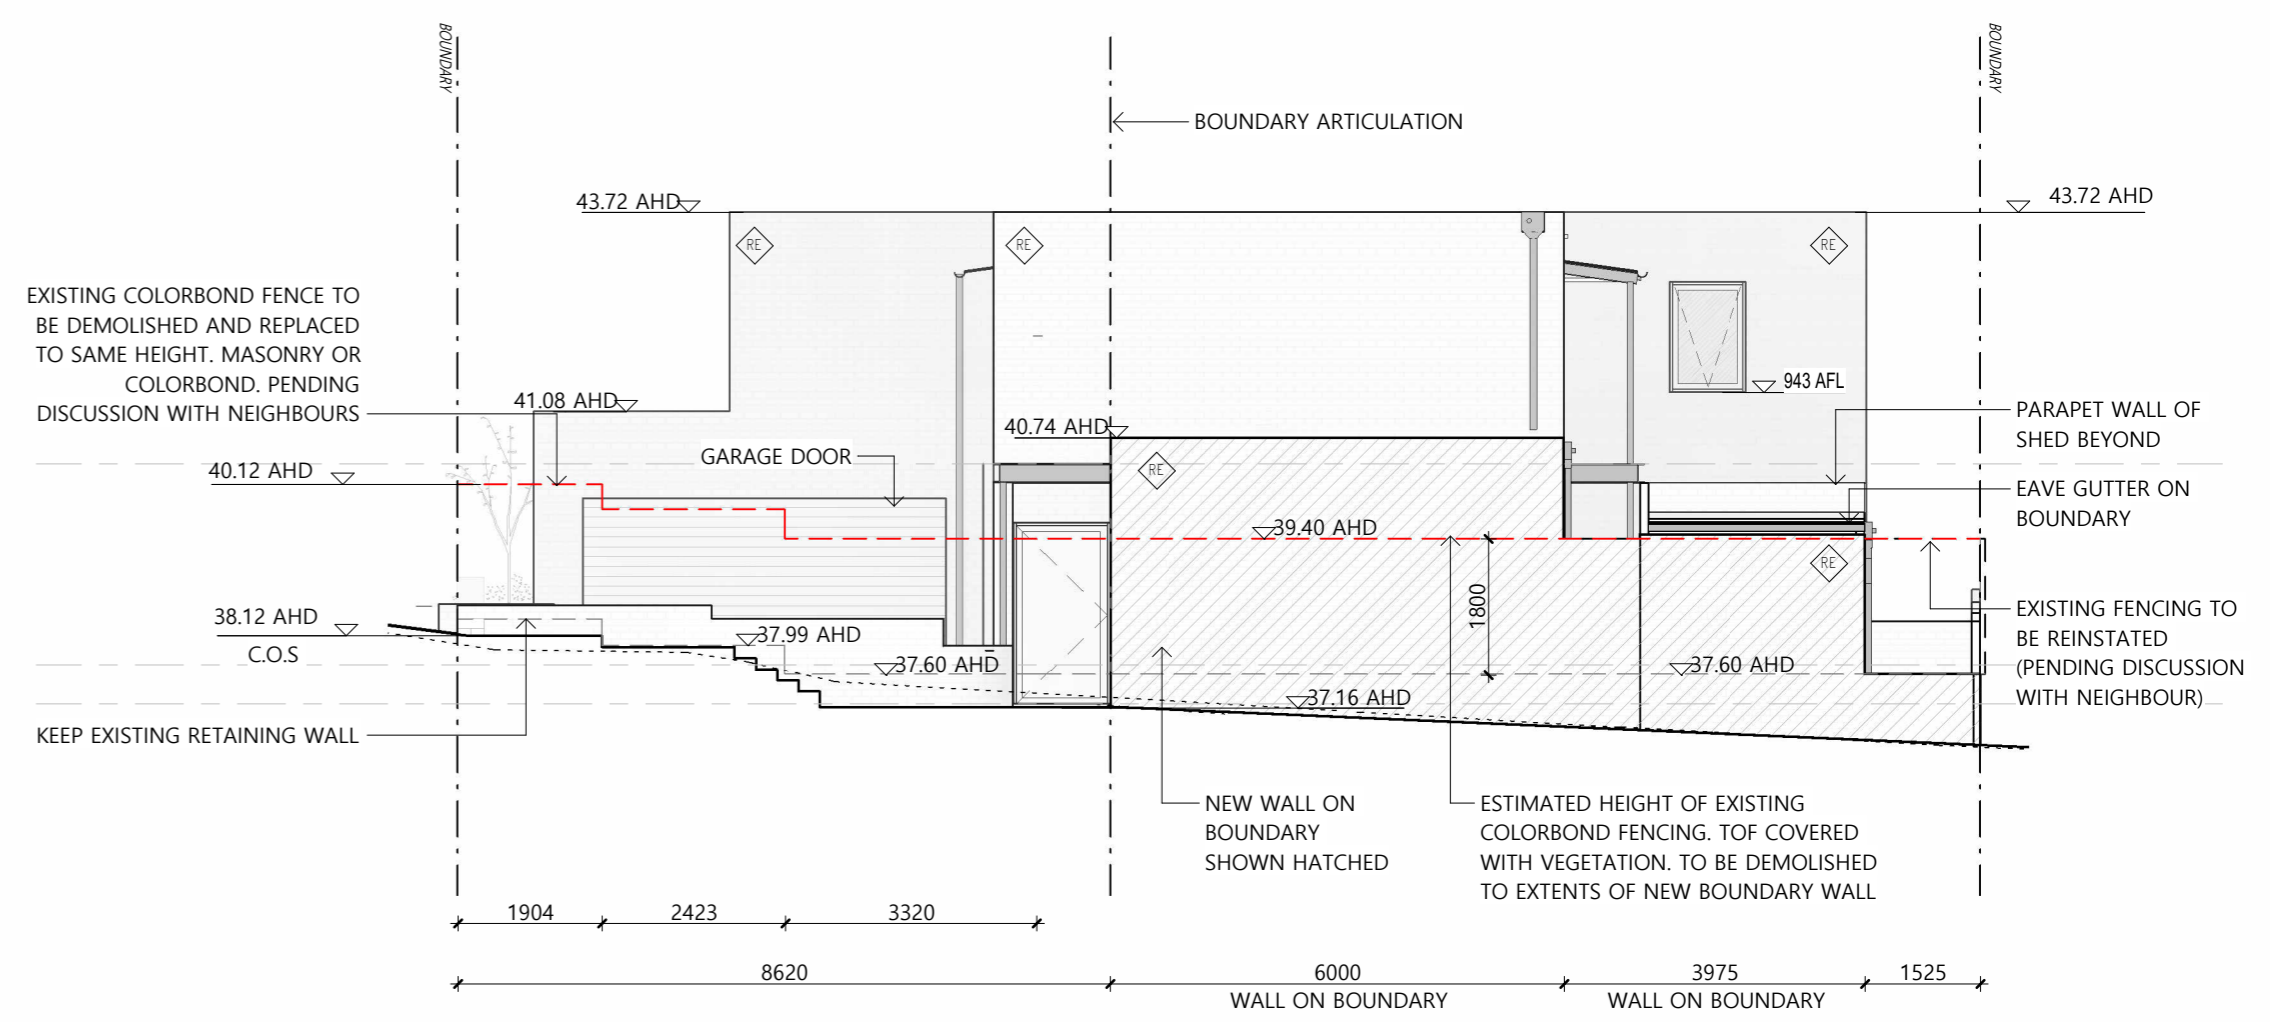 BOUNDARY
BOUNDARY
BOUNDARY ARTICULATION
43.72 AHD
43.72 AHD
RE
RE
RE
EXISTING COLORBOND FENCE TO
BE DEMOLISHED AND REPLACED
TO SAME HEIGHT. MASONRY OR
COLORBOND. PENDING
DISCUSSION WITH NEIGHBOURS
943 AFL
41.08 AHD
40.74 AHD
PARAPET WALL OF
SHED BEYOND
GARAGE DOOR
40.12 AHD
RE
EAVE GUTTER ON
BOUNDARY
39.40 AHD
RE
1800
38.12 AHD
C.O.S
37.99 AHD
37.60 AHD
37.60 AHD
37.16 AHD
EXISTING FENCING TO
BE REINSTATED
(PENDING DISCUSSION
WITH NEIGHBOUR)
KEEP EXISTING RETAINING WALL
NEW WALL ON
BOUNDARY
SHOWN HATCHED
ESTIMATED HEIGHT OF EXISTING
COLORBOND FENCING. TOF COVERED
WITH VEGETATION. TO BE DEMOLISHED
TO EXTENTS OF NEW BOUNDARY WALL
1904
2423
3320
8620
6000
WALL ON BOUNDARY
3975
WALL ON BOUNDARY
1525